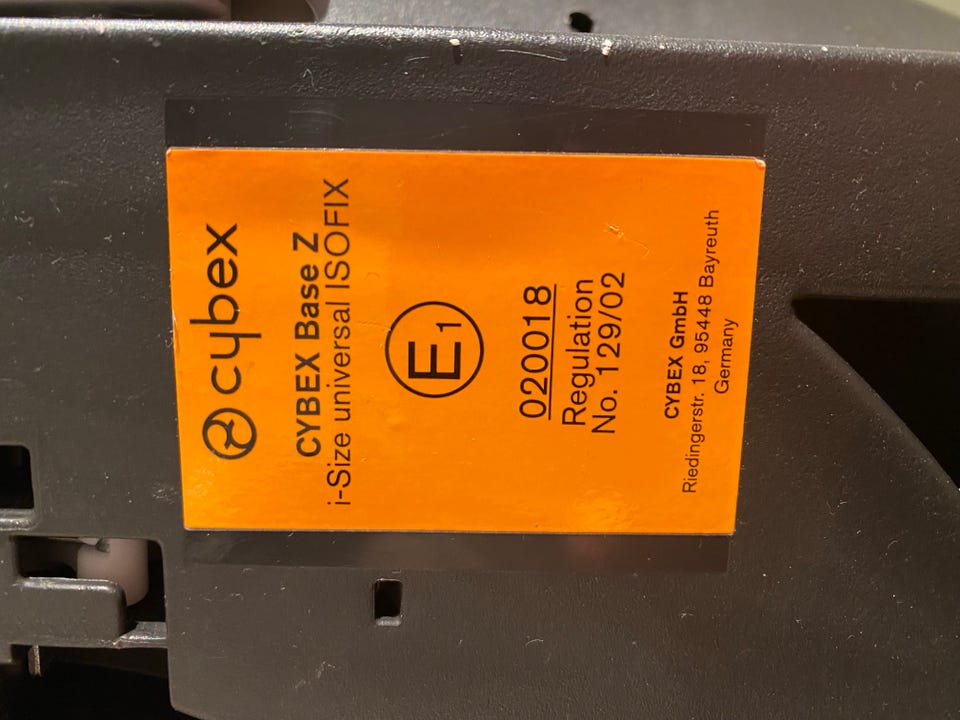 cybex
CYBEX Base Z
i-Size universal ISOFIX
E1
020018
Regulation
No. 129/02
CYBEX GmbH
Riedingerstr. 18, 95448 Bayreuth
Germany